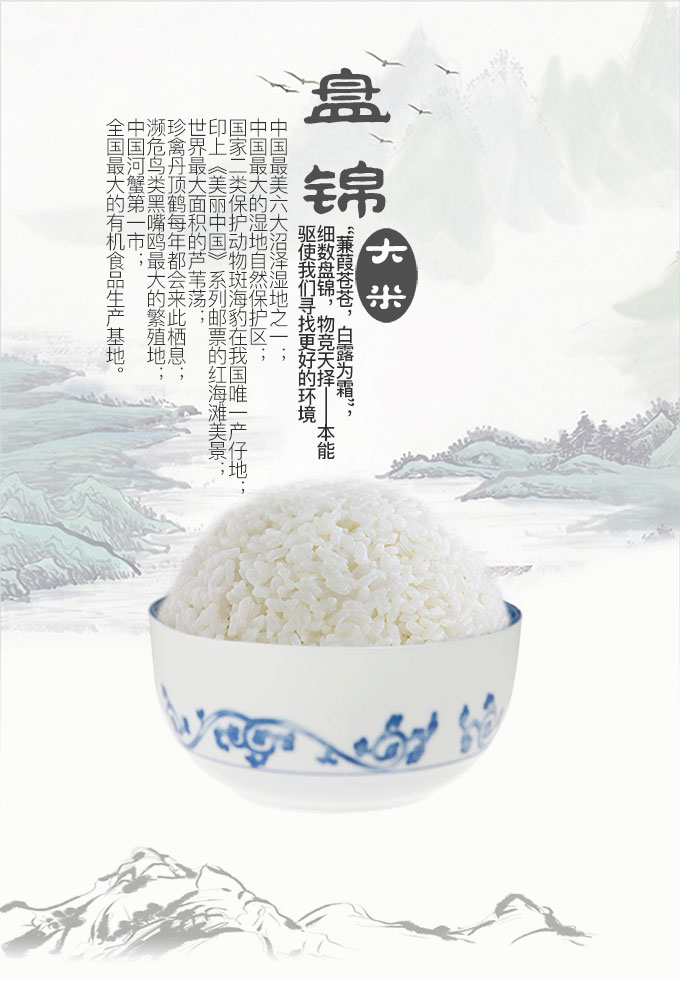 盘锦
大米
“蒹葭苍苍，白露为霜”，
细数盘锦，物竞天择——本能
驱使我们寻找更好的环境
中国最美六大沼泽湿地之一；
中国最大的湿地自然保护区；
国家二类保护动物斑海豹在我国唯一产仔地；
印上《美丽中国》系列邮票的红海滩美景；
世界最大面积的芦苇荡；
珍禽丹顶鹤每年都会来此栖息；
濒危鸟类黑嘴鸥最大的繁殖地；
中国河蟹第一市；
全国最大的有机食品生产基地。